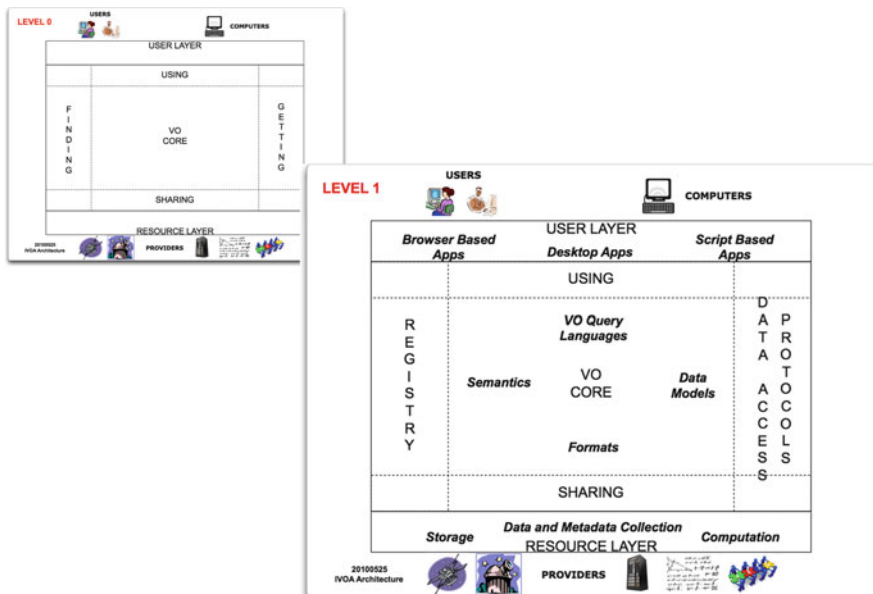 LEVEL 0
USERS
COMPUTERS
USER LAYER
USING
FINDING
VO
CORE
GETTING
SHARING
RESOURCE LAYER
20100525
IVOA Architecture
PROVIDERS
LEVEL 1
USERS
COMPUTERS
USER LAYER
Browser Based
Apps
Desktop Apps
Script Based
Apps
USING
REGISTRY
VO Query
Languages
Semantics
VO
CORE
Data
Models
Formats
DATA ACCESS
PROTOCOLS
SHARING
Storage
Data and Metadata Collection
Computation
RESOURCE LAYER
20100525
IVOA Architecture
PROVIDERS